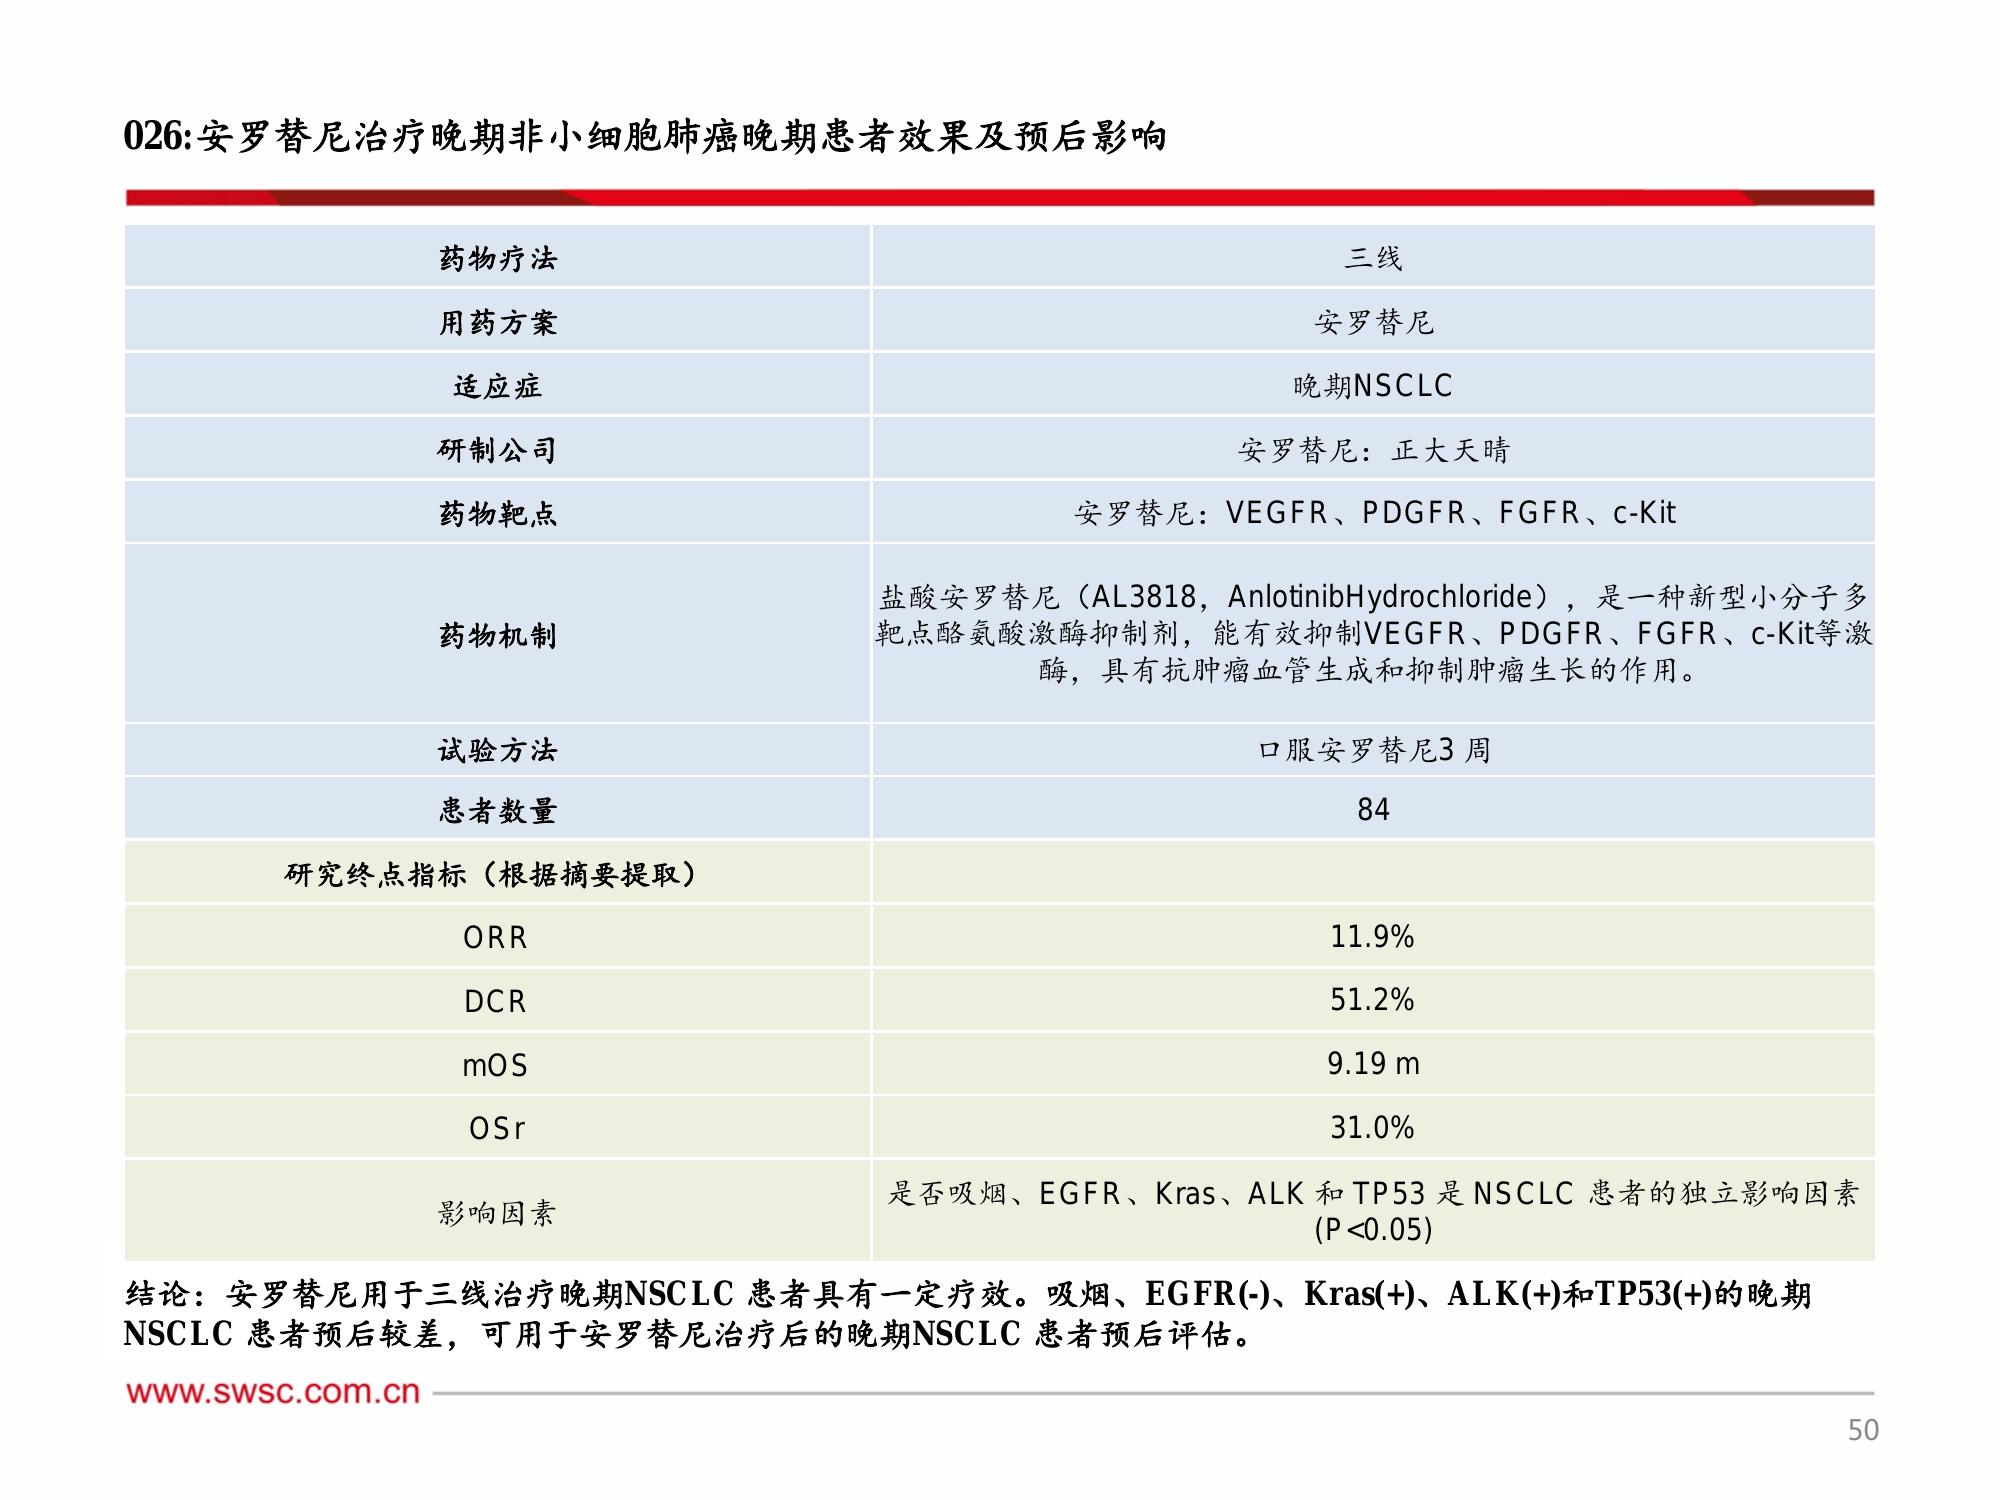 026:安罗替尼治疗晚期非小细胞肺癌晚期患者效果及预后影响
药物疗法 三线
用药方案 安罗替尼
适应症 晚期NSCLC
研制公司 安罗替尼：正大天晴
药物靶点 安罗替尼：VEGFR、PDGFR、FGFR、c-Kit
药物机制
盐酸安罗替尼（AL3818，AnlotinibHydrochloride），是一种新型小分子多
靶点酪氨酸激酶抑制剂，能有效抑制VEGFR、PDGFR、FGFR、c-Kit等激
酶，具有抗肿瘤血管生成和抑制肿瘤生长的作用。
试验方法 口服安罗替尼3 周
患者数量 84
研究终点指标（根据摘要提取）
ORR 11.9%
DCR 51.2%
mOS 9.19 m
OSr 31.0%
影响因素
是否吸烟、EGFR、Kras、ALK 和 TP53 是 NSCLC 患者的独立影响因素
(P<0.05)
结论：安罗替尼用于三线治疗晚期NSCLC 患者具有一定疗效。吸烟、EGFR(-)、Kras(+)、ALK(+)和TP53(+)的晚期
NSCLC 患者预后较差，可用于安罗替尼治疗后的晚期NSCLC 患者预后评估。
www.swsc.com.cn
50